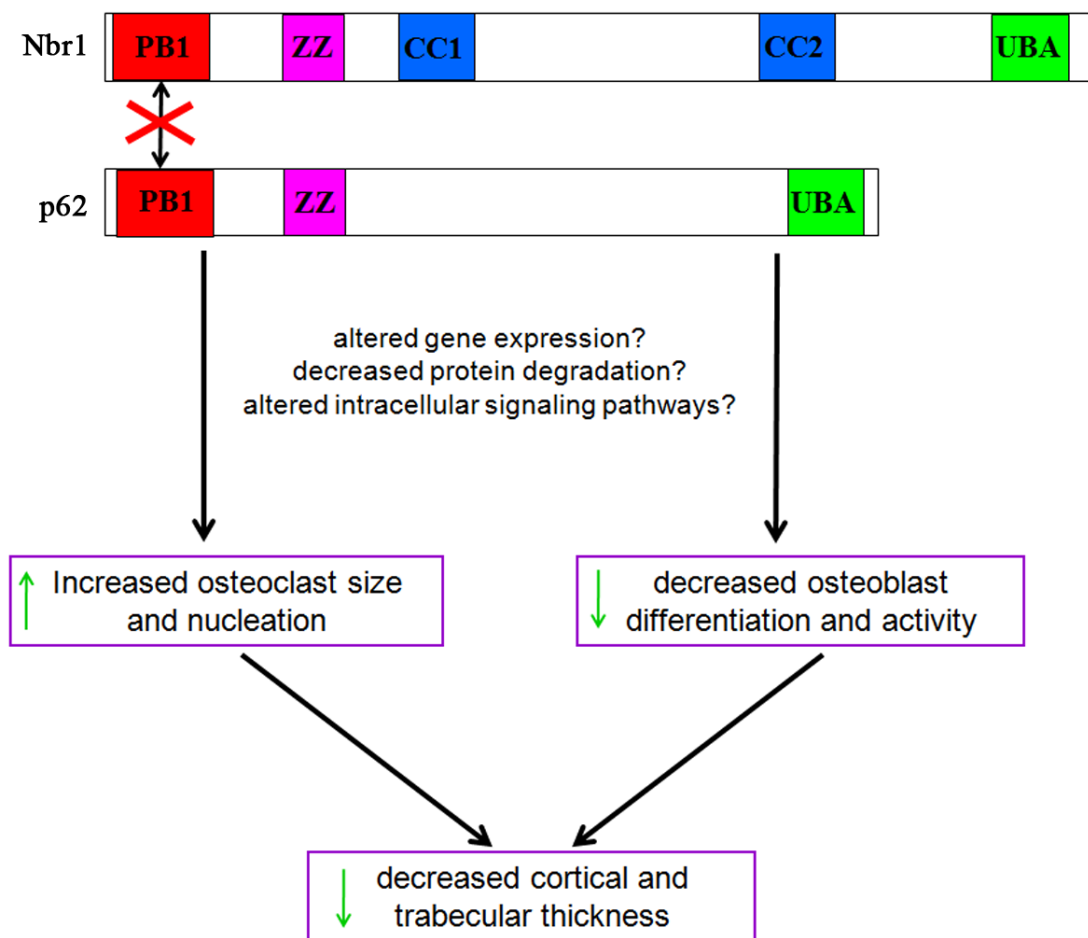 Nbr1 PB1 ZZ CC1 CC2 UBA
p62 PB1 ZZ UBA
altered gene expression?
decreased protein degradation?
altered intracellular signaling pathways?
Increased osteoclast size
and nucleation
decreased osteoblast
differentiation and activity
decreased cortical and
trabecular thickness